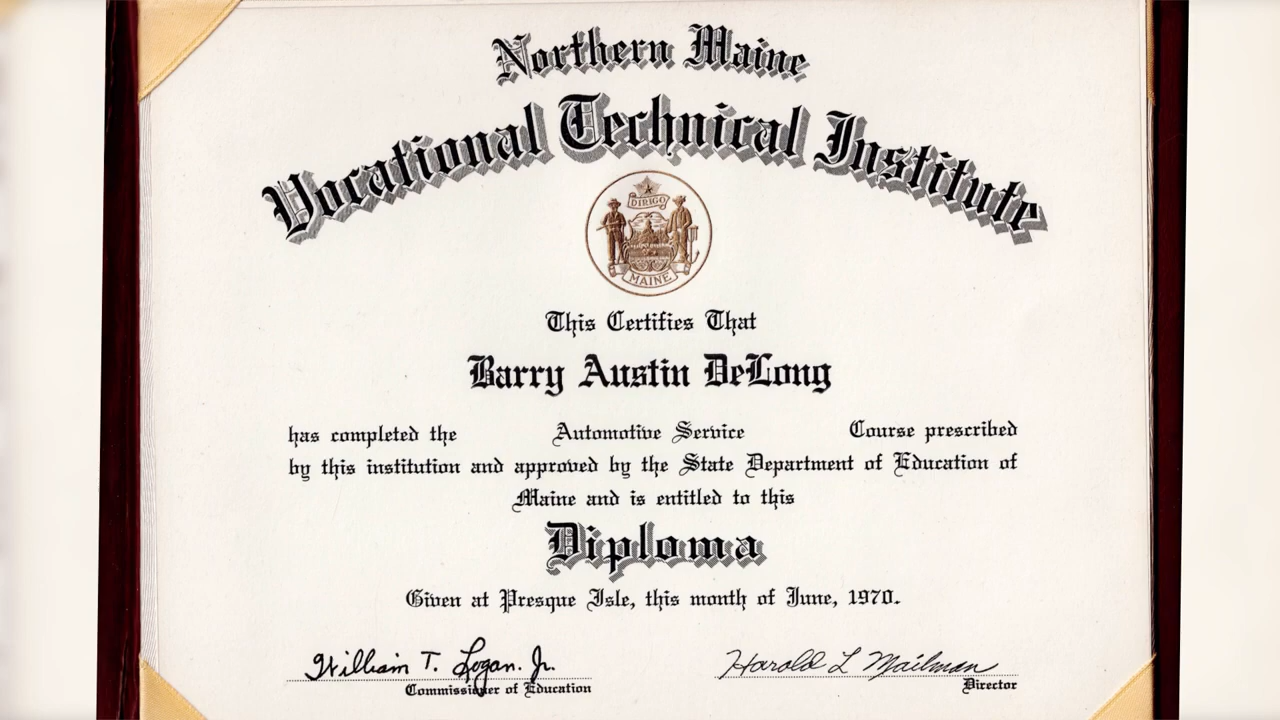 Northern Maine
Vocational Technical Institute
DIRIGO
MAINE
This Certifies That
Barry Austin DeLong
has completed the Automotive Service Course prescribed
by this institution and approved by the State Department of Education of
Maine and is entitled to this
Diploma
Given at Presque Isle, this month of June, 1970.
William T. Logan. Jr.
Commissioner of Education
Harold L Mailman
Director